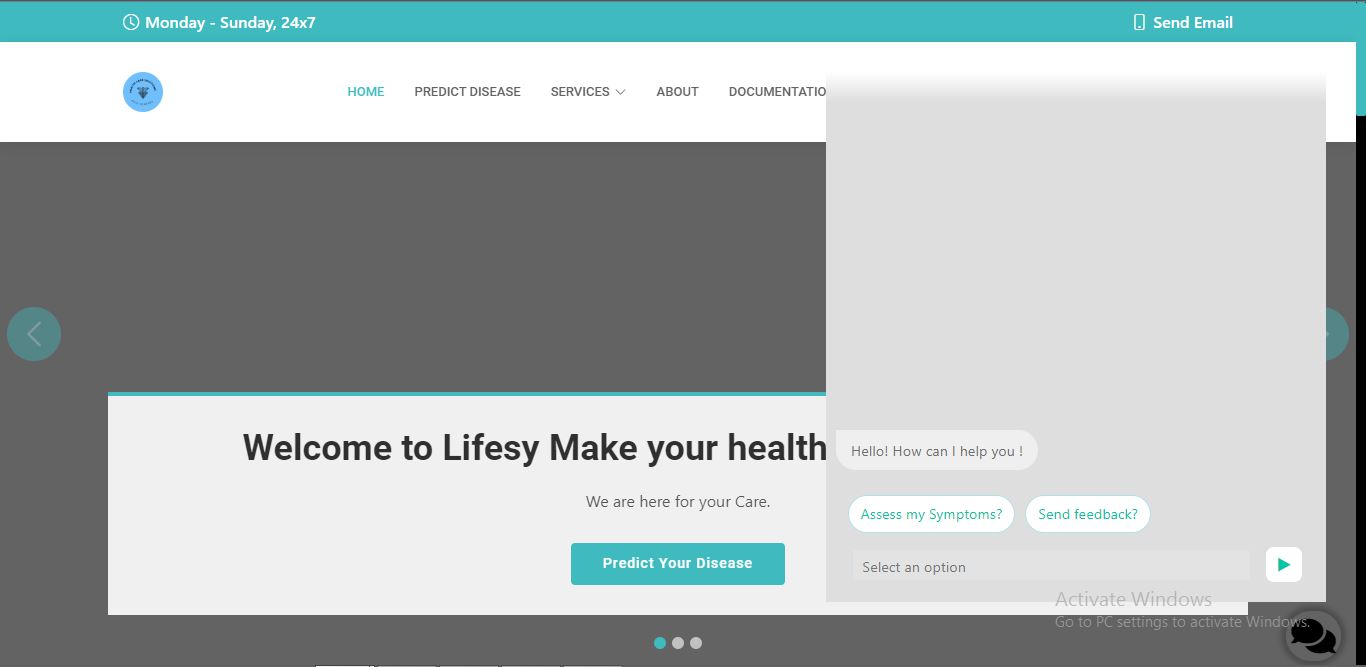 Monday - Sunday, 24x7
Send Email
HOME
PREDICT DISEASE
SERVICES
ABOUT
DOCUMENTATIO
Welcome to Lifesy Make your health
We are here for your Care.
Predict Your Disease
Hello! How can I help you !
Assess my Symptoms?
Send feedback?
Select an option
Activate Windows
Go to PC settings to activate Windows.